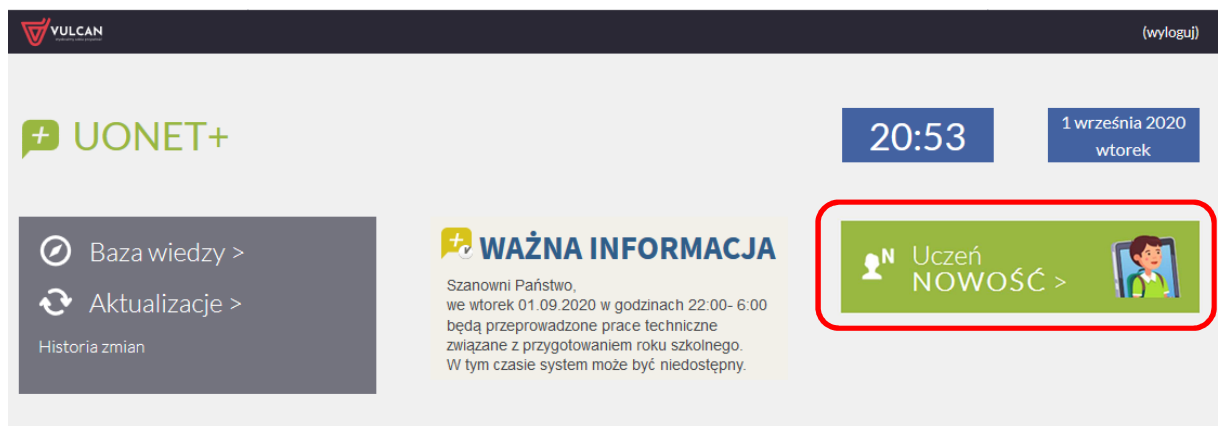 VULCAN
(wyloguj)
UONET+
20:53
1 września 2020
wtorek
Baza wiedzy >
Aktualizacje >
Historia zmian
WAŻNA INFORMACJA
Szanowni Państwo,
we wtorek 01.09.2020 w godzinach 22:00- 6:00
będą przeprowadzone prace techniczne
związane z przygotowaniem roku szkolnego.
W tym czasie system może być niedostępny.
N
Uczeń
NOWOŚĆ >